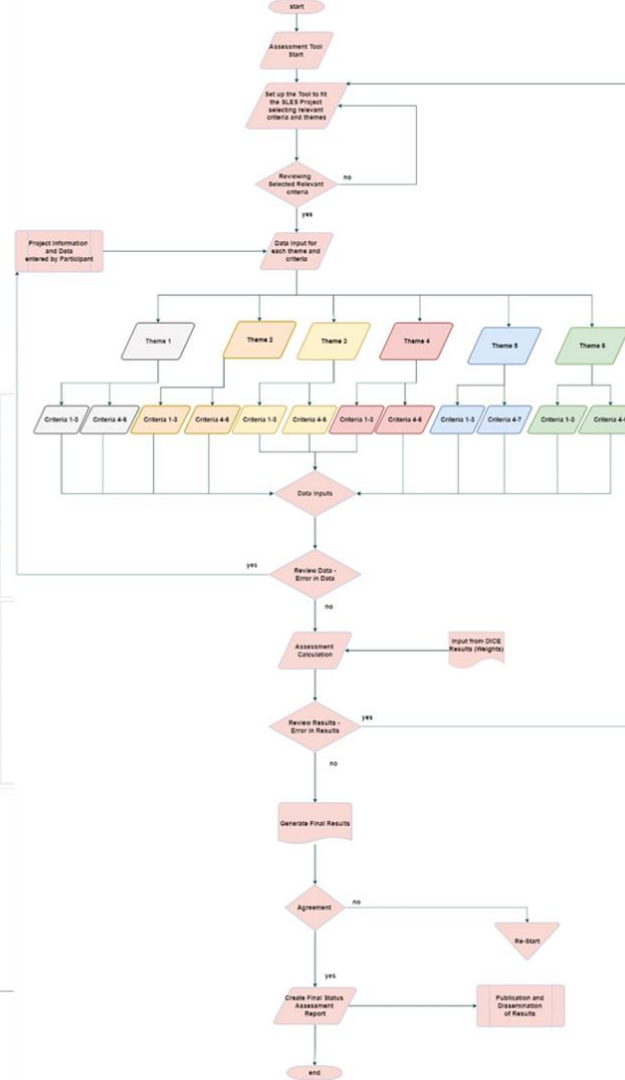 start
Assessment Tool
Start
Set up the Tool to fit
the SLES Project
selecting relevant
criteria and themes
Reviewing
Selected Relevant
criteria
no
yes
Project Information
and Data
entered by Participant
Data Input for
each theme and
criteria
Theme 1
Theme 2
Theme 3
Theme 4
Theme 5
Theme 6
Criteria 1-3
Criteria 4-6
Criteria 1-3
Criteria 4-6
Criteria 1-3
Criteria 4-6
Criteria 1-3
Criteria 4-6
Criteria 1-3
Criteria 4-7
Criteria 1-3
Criteria 4-
Data Inputs
yes
Review Data -
Error in Data
no
Assessment
Calculation
Input from DICE
Results (Weights)
Review Results -
Error in Results
yes
no
Generate Final Results
Agreement
no
Re-Start
yes
Create Final Status
Assessment
Report
Publication and
Dissemination
of Results
end